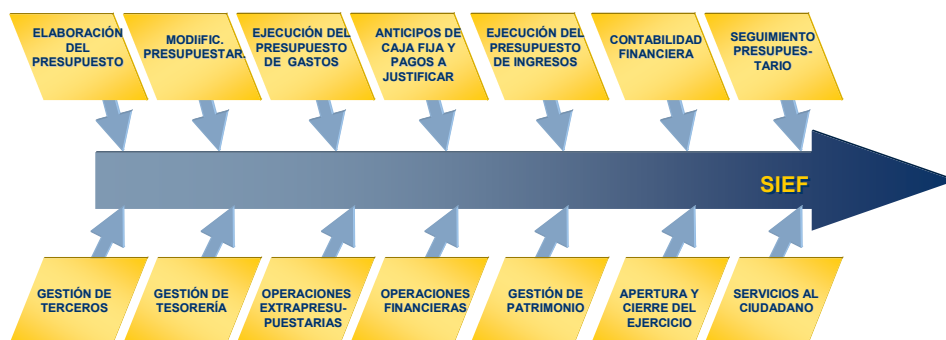 ELABORACIÓN
DEL
PRESUPUESTO
MODIiFIC.
PRESUPUESTAR.
EJECUCIÓN DEL
PRESUPUESTO
DE GASTOS
ANTICIPOS DE
CAJA FIJA Y
PAGOS A
JUSTIFICAR
EJECUCIÓN DEL
PRESUPUESTO
DE INGRESOS
CONTABILIDAD
FINANCIERA
SEGUIMIENTO
PRESUPUES-
TARIO
SIEF
GESTIÓN DE
TERCEROS
GESTIÓN DE
TESORERÍA
OPERACIONES
EXTRAPRESU-
PUESTARIAS
OPERACIONES
FINANCIERAS
GESTIÓN DE
PATRIMONIO
APERTURA Y
CIERRE DEL
EJERCICIO
SERVICIOS AL
CIUDADANO